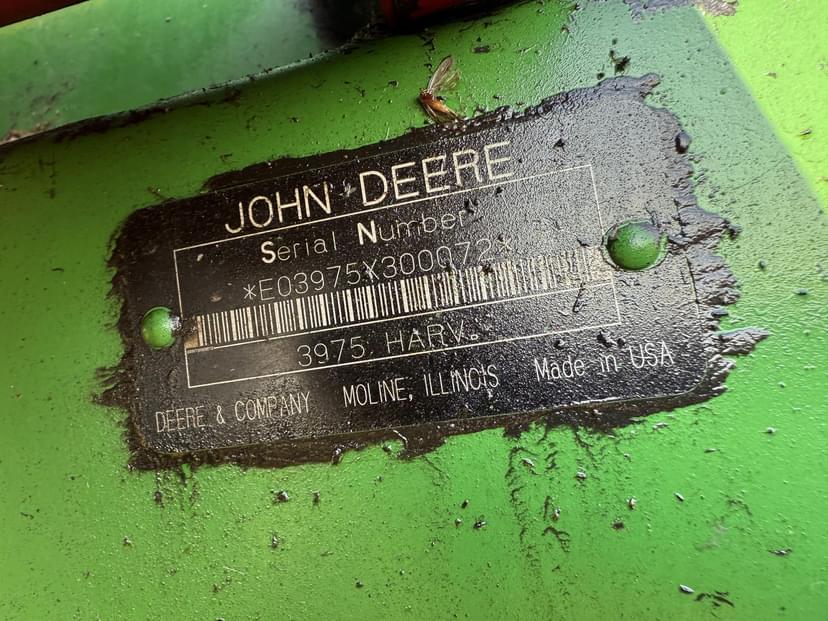 JOHN DEERE
Serial Number
*E03975X300072*
3975 HARV.
DEERE & COMPANY MOLINE, ILLINOIS Made in USA